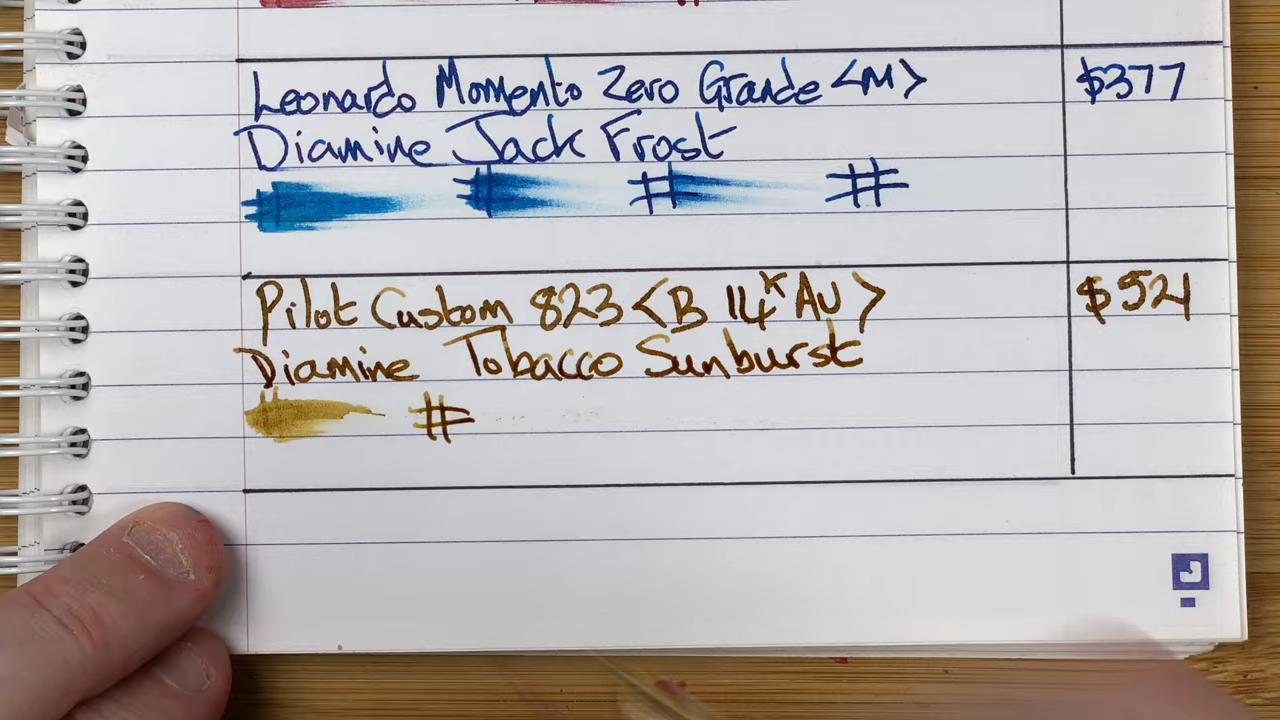 Leonardo Momento Zero Grande <M> $377
Diamine Jack Frost
# # #
Pilot Custom 823 <B 14K AU> $521
Diamine Tobacco Sunburst
#